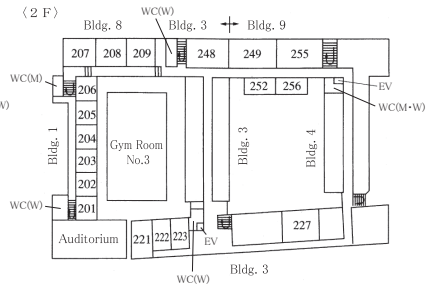 〈2 F〉
Bldg. 8
WC(W)
Bldg. 3
Bldg. 9
207
208
209
248
249
255
WC(M)
206
252
256
EV
WC(M·W)
W)
205
204
203
202
201
Gym Room
No.3
Bldg. 1
Bldg. 3
Bldg. 4
WC(W)
Auditorium
221
222
223
EV
227
WC(W)
Bldg. 3